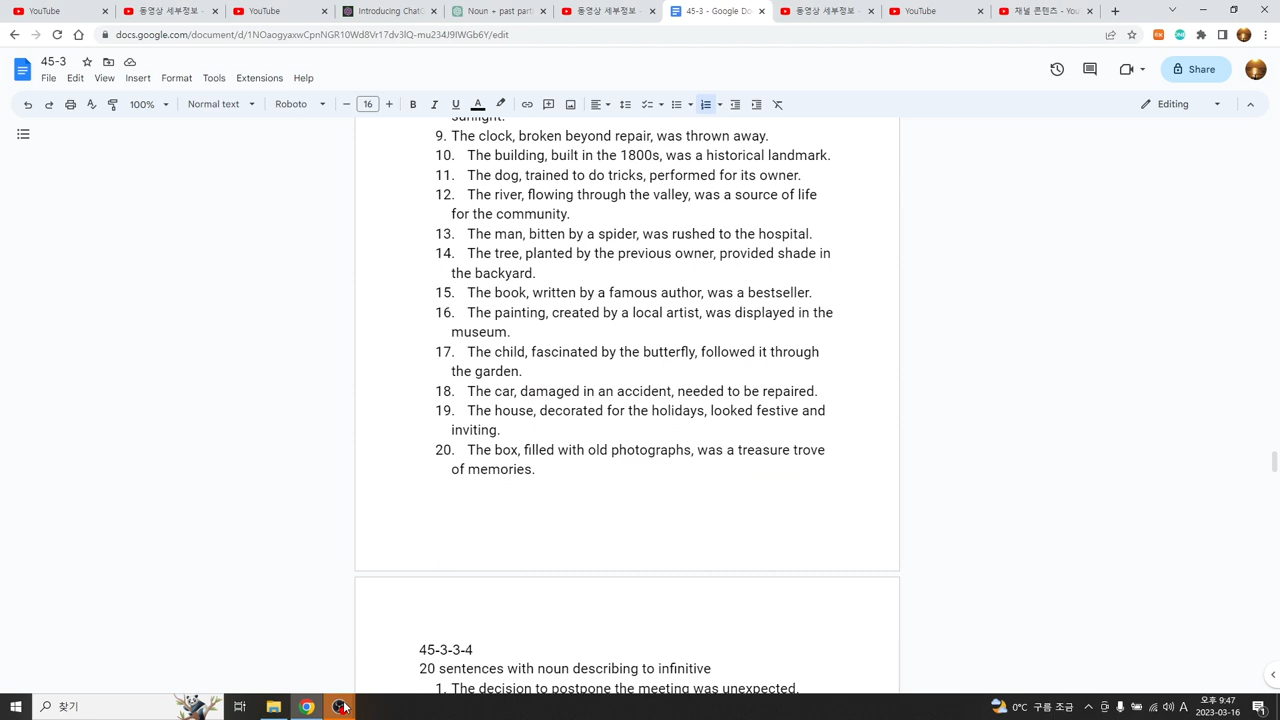 YouTube
동영상 세부정보 -
YouTube
Introducing ChatG
Noun + past parti
동영상 세부정보 -
45-3 - Google Do
동영상 세부정보 -
YouTube
채널 콘텐츠 - You
docs.google.com/document/d/1NOaogyaxwCpnNGR10Wd8Vr17dv3lQ-mu234J9IWGb6Y/edit
45-3
File Edit View Insert Format Tools Extensions Help
Share
100% Normal text Roboto 16 Editing
sunlight.
9. The clock, broken beyond repair, was thrown away.
10. The building, built in the 1800s, was a historical landmark.
11. The dog, trained to do tricks, performed for its owner.
12. The river, flowing through the valley, was a source of life
for the community.
13. The man, bitten by a spider, was rushed to the hospital.
14. The tree, planted by the previous owner, provided shade in
the backyard.
15. The book, written by a famous author, was a bestseller.
16. The painting, created by a local artist, was displayed in the
museum.
17. The child, fascinated by the butterfly, followed it through
the garden.
18. The car, damaged in an accident, needed to be repaired.
19. The house, decorated for the holidays, looked festive and
inviting.
20. The box, filled with old photographs, was a treasure trove
of memories.
45-3-3-4
20 sentences with noun describing to infinitive
1. The decision to postpone the meeting was unexpected.
찾기
0°C 구름 조금
A
오후 9:47
2023-03-16